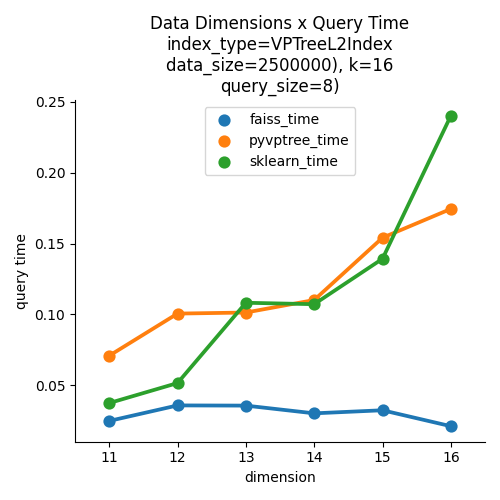 Data Dimensions x Query Time
index_type=VPTreeL2Index
data_size=2500000), k=16
query_size=8)
faiss_time
pyvptree_time
sklearn_time
0.25
0.20
0.15
0.10
0.05
query time
11 12 13 14 15 16
dimension